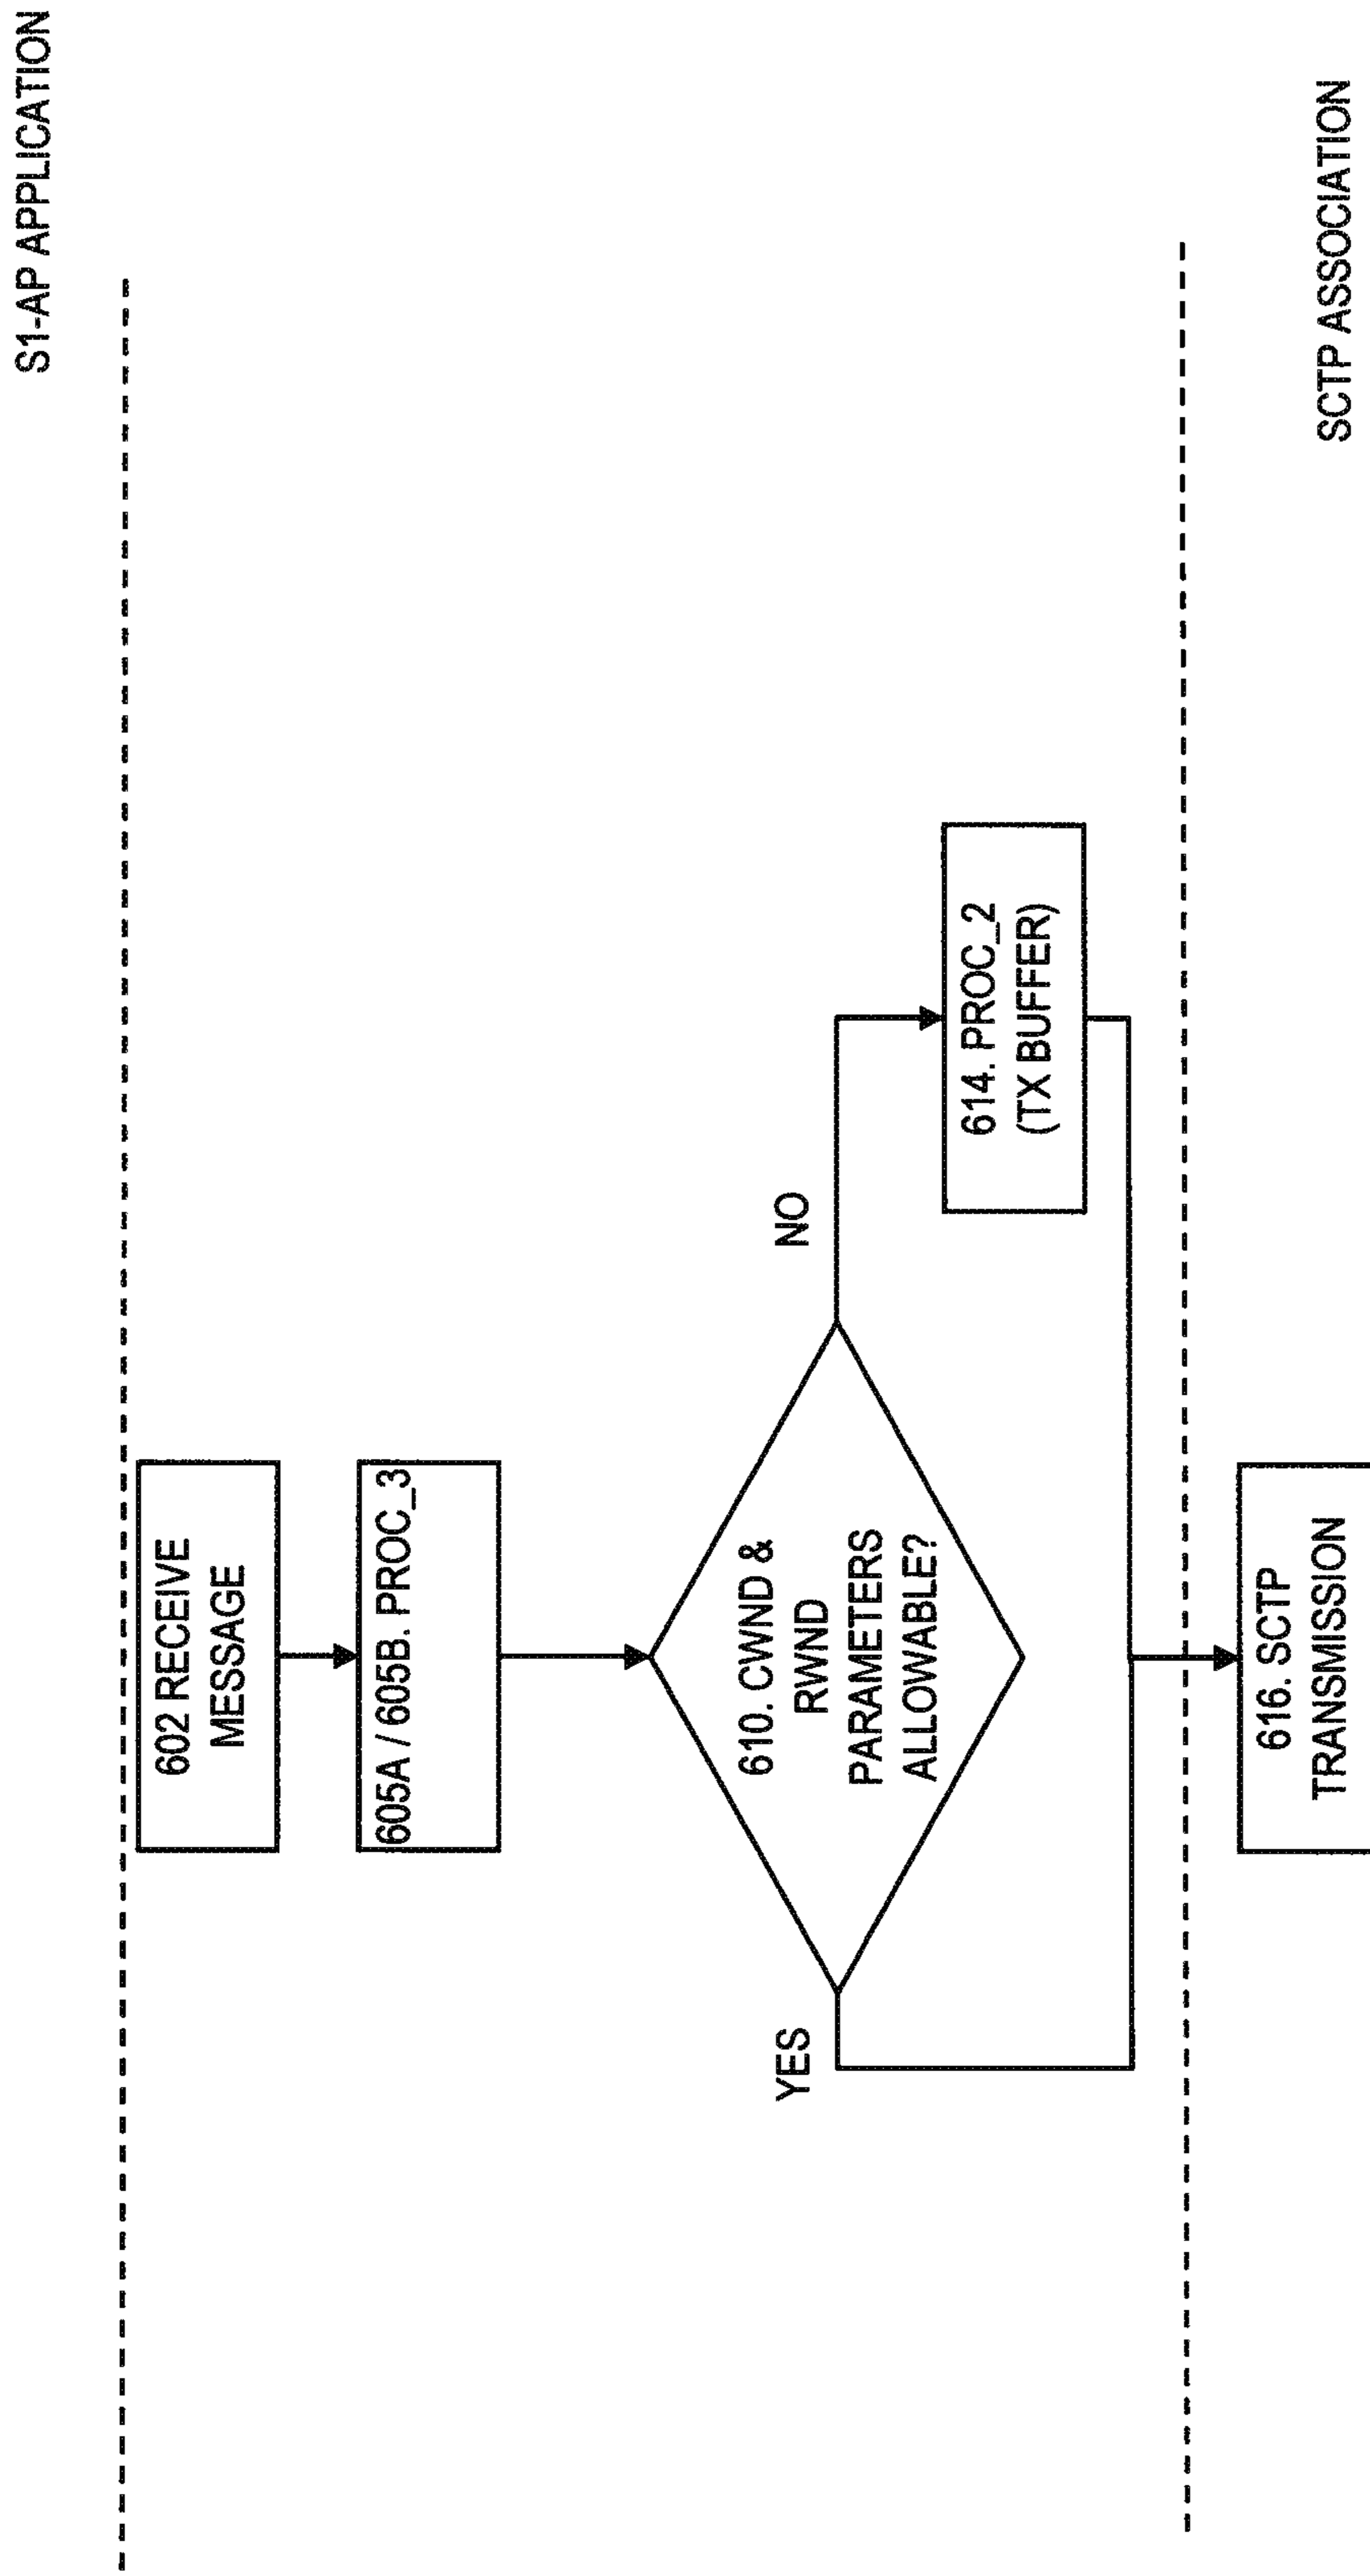 S1-AP APPLICATION
602 RECEIVE
MESSAGE
605A / 605B. PROC_3
610. CWND &
RWND
PARAMETERS
ALLOWABLE?
YES
NO
614. PROC_2
(TX BUFFER)
616. SCTP
TRANSMISSION
SCTP ASSOCIATION